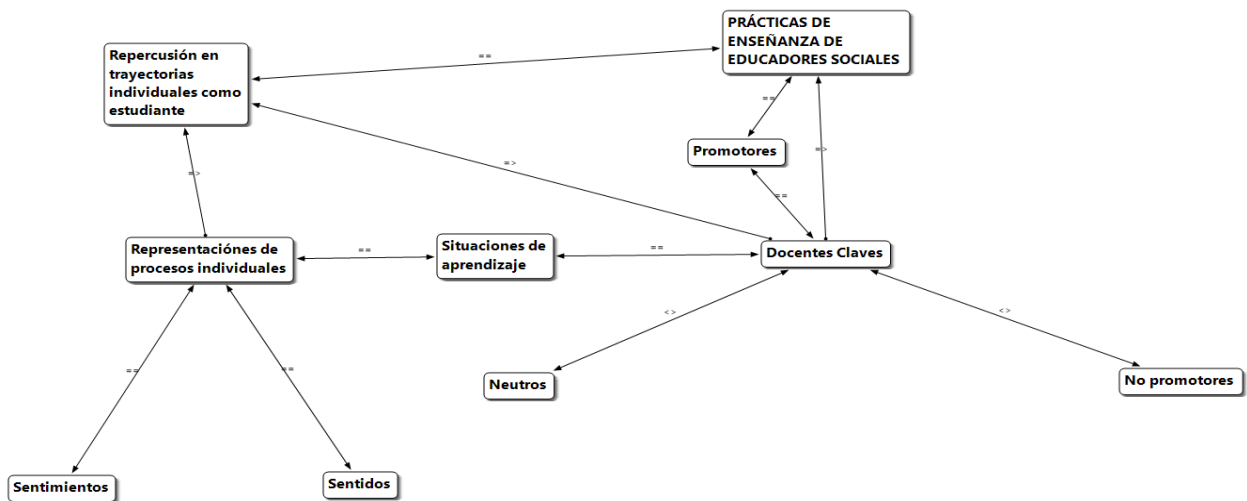 PRÁCTICAS DE
ENSEÑANZA DE
EDUCADORES SOCIALES
Repercusión en
trayectorias
individuales como
estudiante
==
==
Promotores
=>
=>
=>
==
Representaciónes de
procesos individuales
==
Situaciones de
aprendizaje
==
Docentes Claves
<>
<>
==
==
Neutros
No promotores
Sentimientos
Sentidos